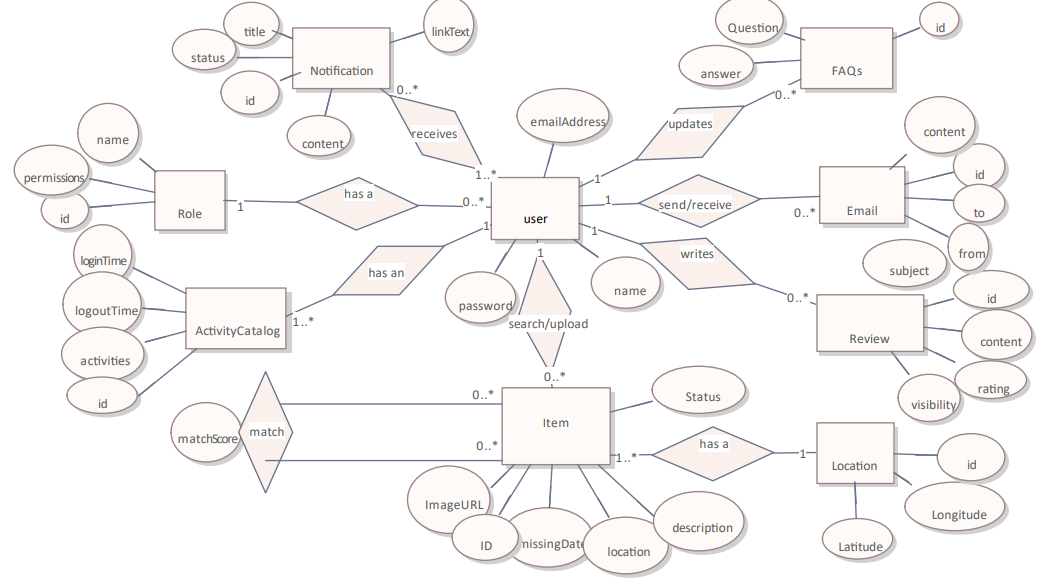 title
linkText
Question
id
status
Notification
FAQs
answer
id
0..*
0..*
content
receives
emailAddress
updates
name
content
permissions
id
Role
1
has a
0..*
1..*
user
1
1
send/receive
0..*
Email
id
to
from
subject
id
loginTime
logoutTime
activities
id
ActivityCatalog
1..*
has an
1
password
1
search/upload
0..*
name
1
writes
0..*
Review
id
content
rating
visibility
matchScore
match
0..*
0..*
Item
Status
1..*
has a
1
Location
id
Longitude
Latitude
ImageURL
ID
missingDate
location
description